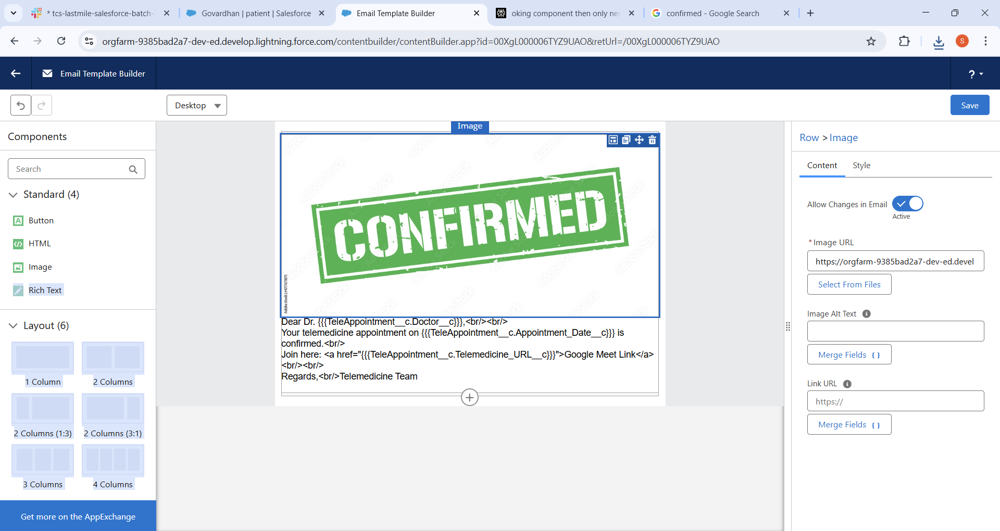 * tcs-lastmile-salesforce-batch-
Govardhan | patient | Salesforce
Email Template Builder
oking component then only nee
confirmed - Google Search
orgfarm-9385bad2a7-dev-ed.develop.lightning.force.com/contentbuilder/contentBuilder.app?id=00XgL000006TYZ9UAO&retUrl=/00XgL000006TYZ9UAO
S
Email Template Builder
?
Desktop
Save
Components
Search
Standard (4)
Button
HTML
Image
Rich Text
Layout (6)
1 Column
2 Columns
2 Columns (1:3)
2 Columns (3:1)
3 Columns
4 Columns
Get more on the AppExchange
Image
CONFIRMED
Adobe Stock
Adobe Stock | #477571871
Dear Dr. {{{TeleAppointment__c.Doctor__c}}},<br/><br/>
Your telemedicine appointment on {{{TeleAppointment__c.Appointment_Date__c}}} is
confirmed.<br/>
Join here: <a href="{{{TeleAppointment__c.Telemedicine_URL__c}}}">Google Meet Link</a>
<br/><br/>
Regards,<br/>Telemedicine Team
Row > Image
Content
Style
Allow Changes in Email
Active
* Image URL
https://orgfarm-9385bad2a7-dev-ed.devel
Select From Files
Image Alt Text
Merge Fields { }
Link URL
https://
Merge Fields { }